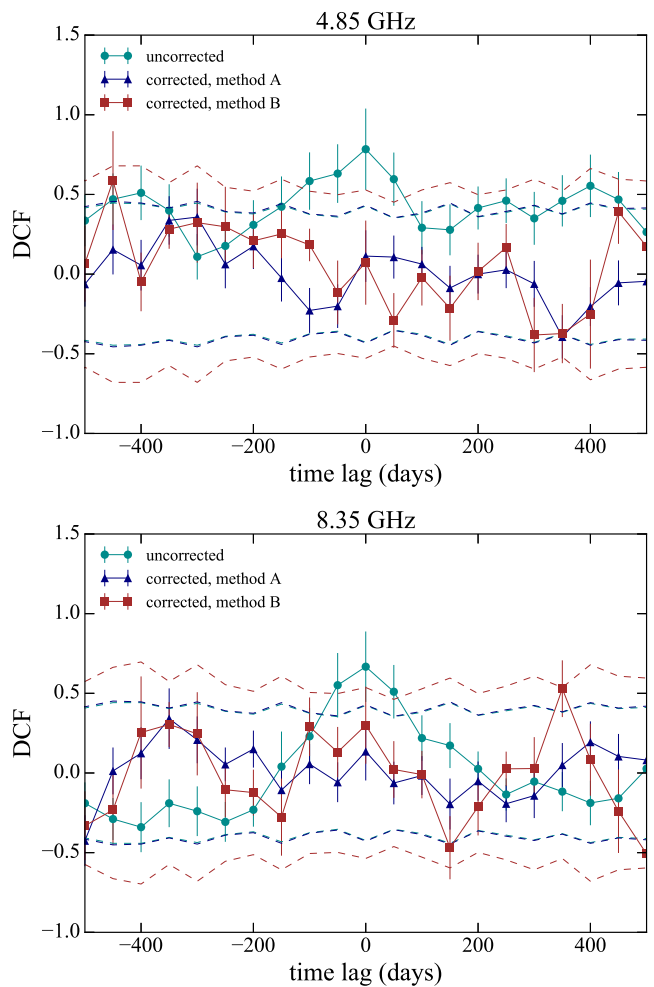 4.85 GHz
1.5
1.0
0.5
0.0
−0.5
−1.0
DCF
uncorrected
corrected, method A
corrected, method B
−400 −200 0 200 400
time lag (days)
8.35 GHz
1.5
1.0
0.5
0.0
−0.5
−1.0
DCF
uncorrected
corrected, method A
corrected, method B
−400 −200 0 200 400
time lag (days)